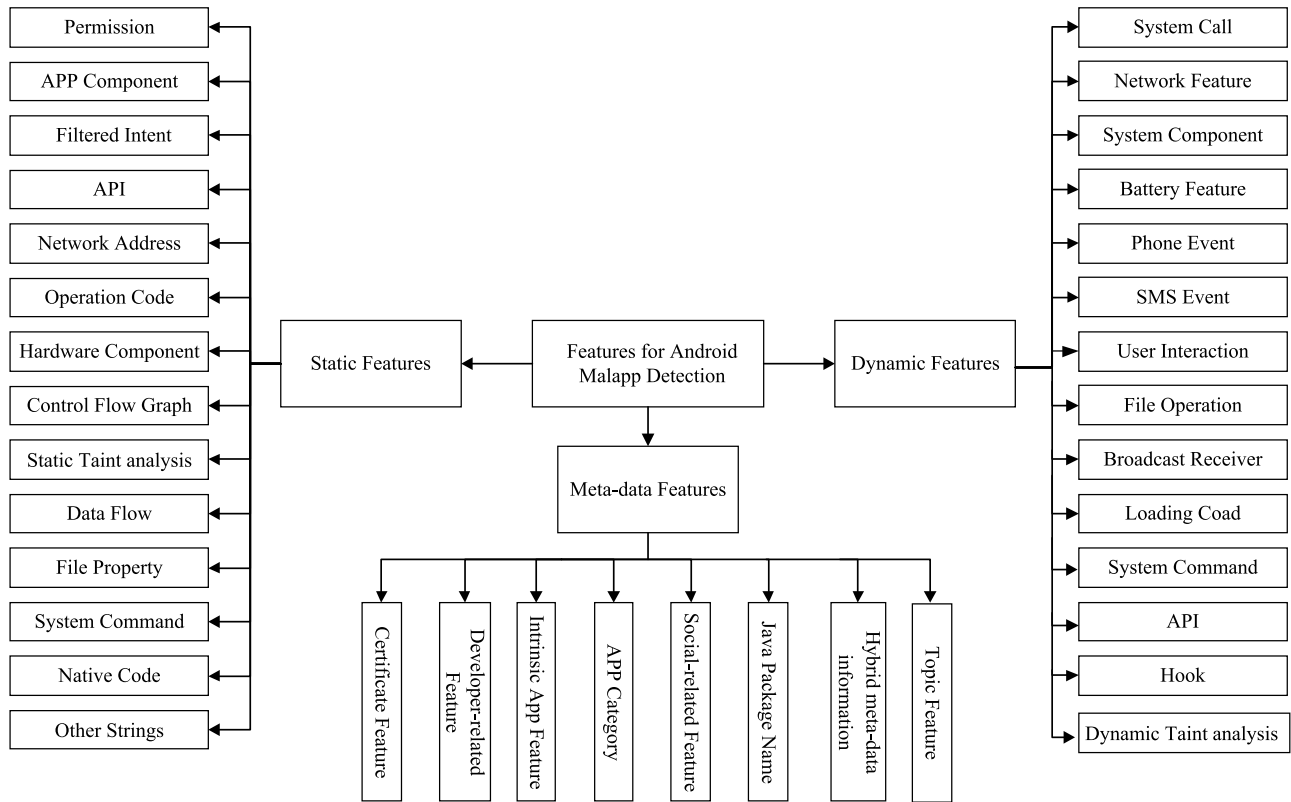 Permission
APP Component
Filtered Intent
API
Network Address
Operation Code
Hardware Component
Control Flow Graph
Static Taint analysis
Data Flow
File Property
System Command
Native Code
Other Strings
Static Features
Features for Android
Malapp Detection
Dynamic Features
Meta-data Features
Certificate Feature
Developer-related
Feature
Intrinsic App Feature
APP Category
Social-related Feature
Java Package Name
Hybrid meta-data
information
Topic Feature
System Call
Network Feature
System Component
Battery Feature
Phone Event
SMS Event
User Interaction
File Operation
Broadcast Receiver
Loading Coad
System Command
API
Hook
Dynamic Taint analysis